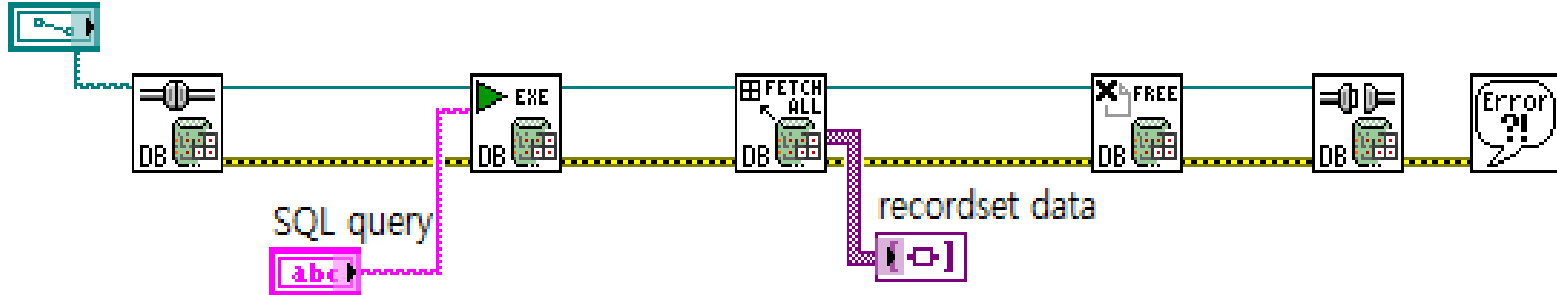 DB
EXE
DB
FETCH
ALL
DB
FREE
DB
DB
Error
?!
SQL query
abc
recordset data